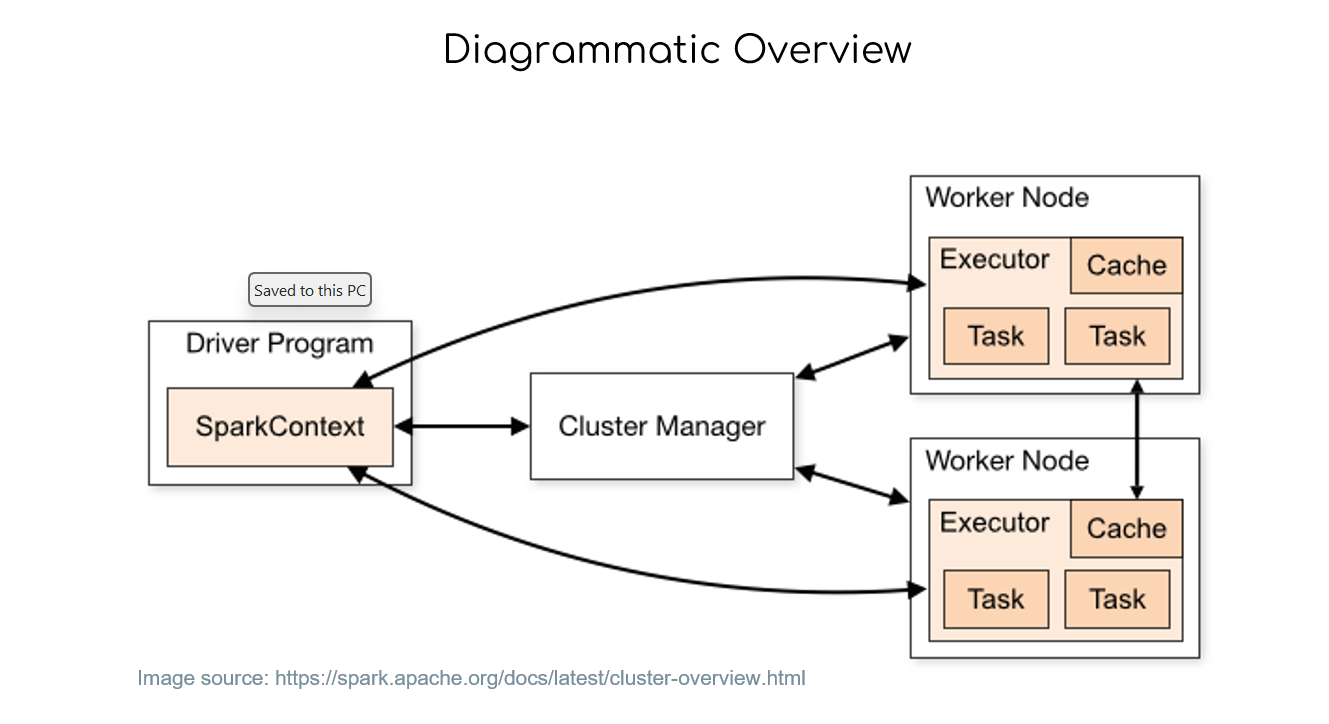 Diagrammatic Overview
Saved to this PC
Driver Program
SparkContext
Cluster Manager
Worker Node
Executor
Cache
Task
Task
Worker Node
Executor
Cache
Task
Task
Image source: https://spark.apache.org/docs/latest/cluster-overview.html